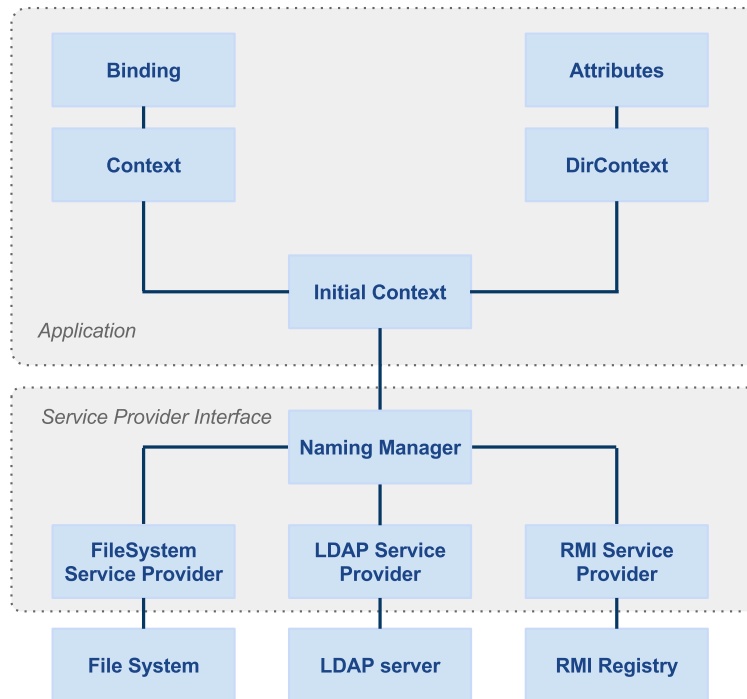 Binding
Attributes
Context
DirContext
Initial Context
Application
Service Provider Interface
Naming Manager
FileSystem
Service Provider
LDAP Service
Provider
RMI Service
Provider
File System
LDAP server
RMI Registry